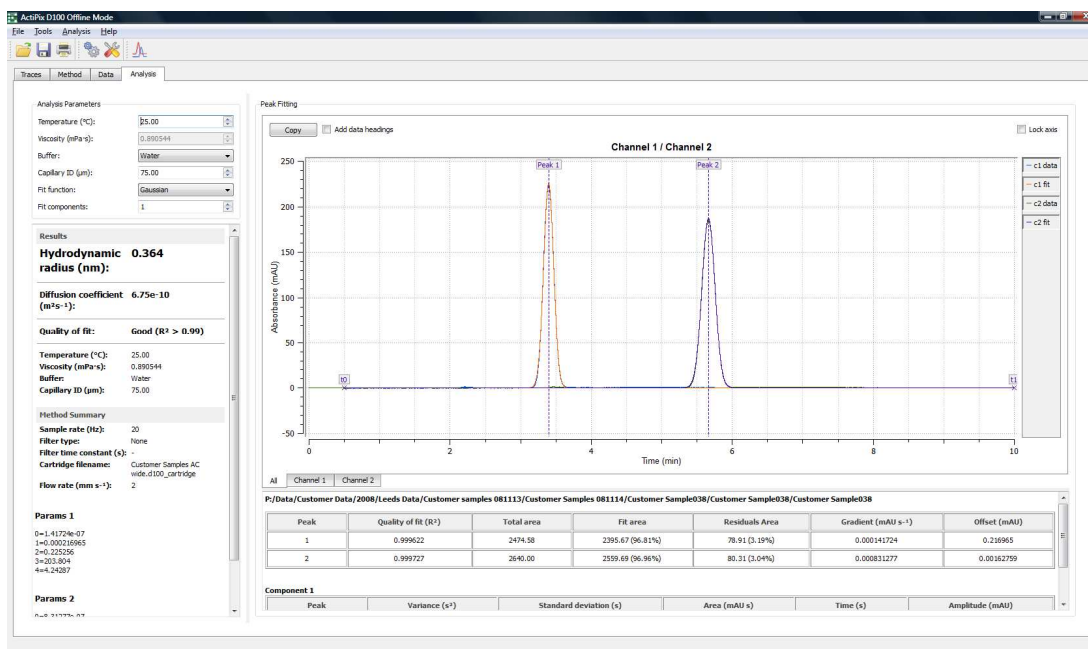 ActiPix D100 Offline Mode
File Tools Analysis Help
Traces Method Data Analysis
Analysis Parameters
Temperature (°C): 25.00
Viscosity (mPa·s): 0.890544
Buffer: Water
Capillary ID (µm): 75.00
Fit function: Gaussian
Fit components: 1
Results
Hydrodynamic 0.364
radius (nm):
Diffusion coefficient 6.75e-10
(m²s-¹):
Quality of fit: Good (R² > 0.99)
Temperature (°C): 25.00
Viscosity (mPa·s): 0.890544
Buffer: Water
Capillary ID (µm): 75.00
Method Summary
Sample rate (Hz): 20
Filter type: None
Filter time constant (s): -
Cartridge filename: Customer Samples AC
wide.d100_cartridge
Flow rate (mm s-¹): 2
Params 1
0=1.41724e-07
1=0.000216965
2=0.225256
3=203.804
4=4.24287
Params 2
Peak Fitting
Copy Add data headings Lock axis
Channel 1 / Channel 2
Absorbance (mAU)
250
200
150
100
50
0
-50
Peak 1 Peak 2
t0 t1
0 2 4 6 8 10
Time (min)
c1 data
c1 fit
c2 data
c2 fit
All Channel 1 Channel 2
P:/Data/Customer Data/2008/Leeds Data/Customer samples 081113/Customer Samples 081114/Customer Sample038/Customer Sample038/Customer Sample038
Peak Quality of fit (R²) Total area Fit area Residuals Area Gradient (mAU s-¹) Offset (mAU)
1 0.999622 2474.58 2395.67 (96.81%) 78.91 (3.19%) 0.000141724 0.216965
2 0.999727 2640.00 2559.69 (96.96%) 80.31 (3.04%) 0.000831277 0.00162759
Component 1
Peak Variance (s²) Standard deviation (s) Area (mAU s) Time (s) Amplitude (mAU)